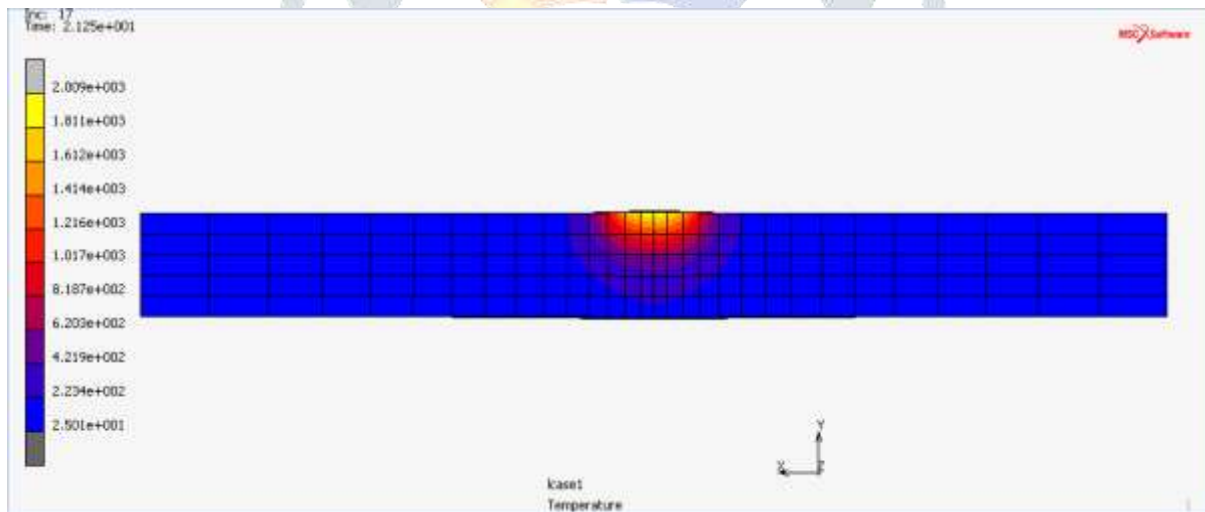 Inc: 17
Time: 2.125e+001
MSC Software
2.009e+003
1.811e+003
1.612e+003
1.414e+003
1.216e+003
1.017e+003
8.187e+002
6.203e+002
4.219e+002
2.234e+002
2.501e+001
Y
X Z
lcase1
Temperature